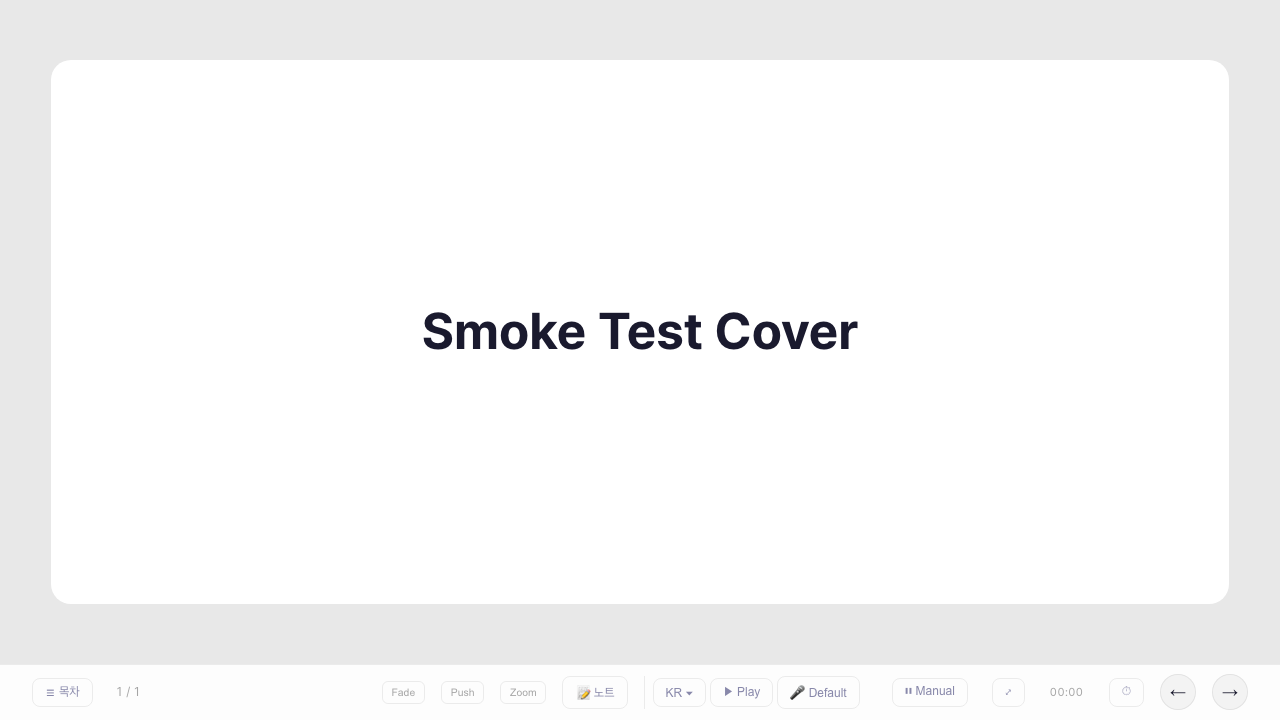 Smoke Test Cover
≡ 목차 1 / 1 Fade Push Zoom 📝 노트 KR ▾ ▶ Play 🎤 Default ⏸ Manual ⤢ 00:00 ⏱ ← →